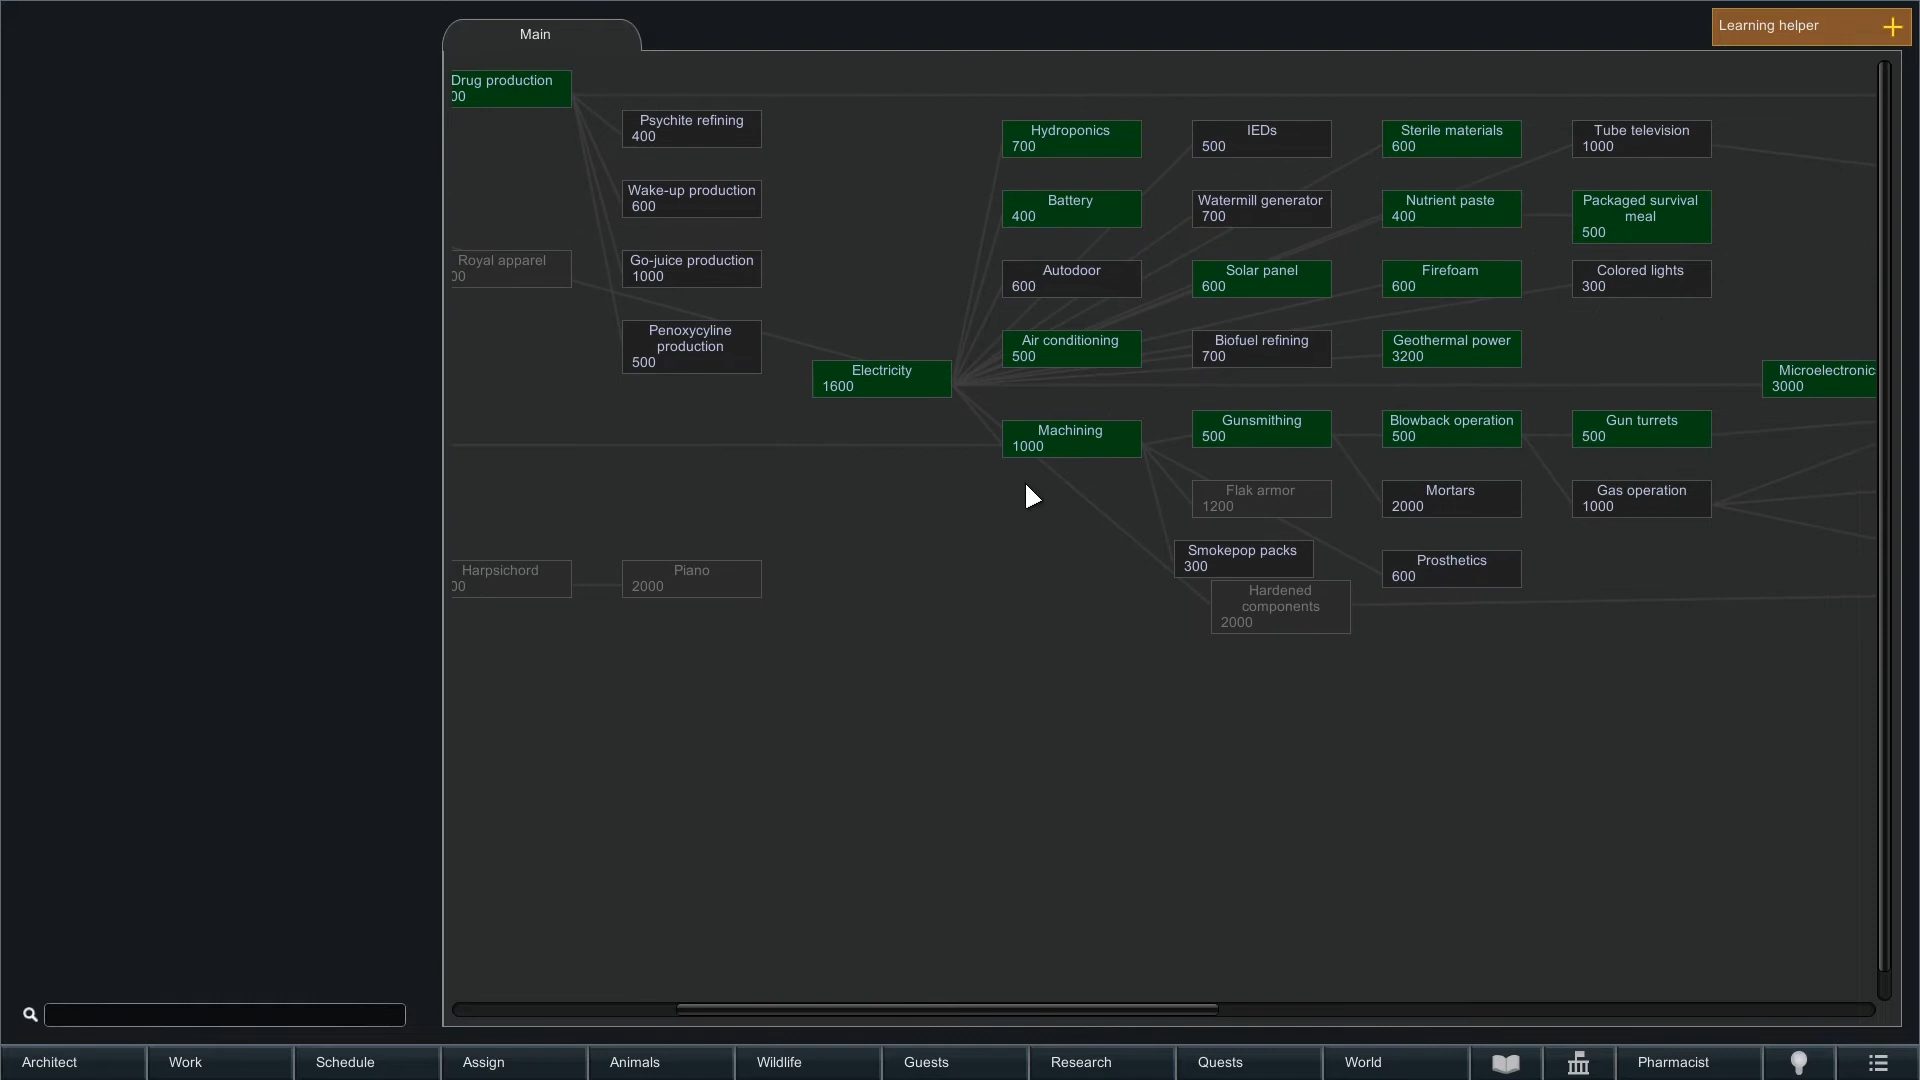 Main
Learning helper
Drug production
00
Psychite refining
400
Hydroponics
700
IEDs
500
Sterile materials
600
Tube television
1000
Wake-up production
600
Battery
400
Watermill generator
700
Nutrient paste
400
Packaged survival
meal
500
Royal apparel
00
Go-juice production
1000
Autodoor
600
Solar panel
600
Firefoam
600
Colored lights
300
Penoxycyline
production
500
Air conditioning
500
Biofuel refining
700
Geothermal power
3200
Electricity
1600
Microelectronic
3000
Machining
1000
Gunsmithing
500
Blowback operation
500
Gun turrets
500
Flak armor
1200
Mortars
2000
Gas operation
1000
Smokepop packs
300
Prosthetics
600
Harpsichord
00
Piano
2000
Hardened
components
2000
Architect
Work
Schedule
Assign
Animals
Wildlife
Guests
Research
Quests
World
Pharmacist